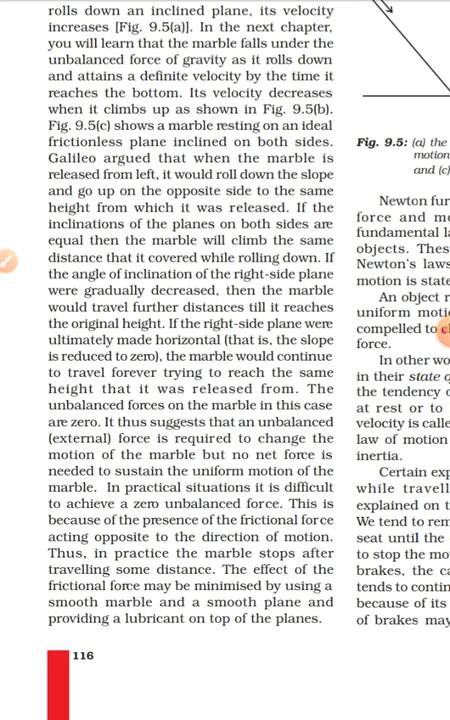 rolls down an inclined plane, its velocity
increases [Fig. 9.5(a)]. In the next chapter,
you will learn that the marble falls under the
unbalanced force of gravity as it rolls down
and attains a definite velocity by the time it
reaches the bottom. Its velocity decreases
when it climbs up as shown in Fig. 9.5(b).
Fig. 9.5(c) shows a marble resting on an ideal
frictionless plane inclined on both sides.
Galileo argued that when the marble is
released from left, it would roll down the slope
and go up on the opposite side to the same
height from which it was released. If the
inclinations of the planes on both sides are
equal then the marble will climb the same
distance that it covered while rolling down. If
the angle of inclination of the right-side plane
were gradually decreased, then the marble
would travel further distances till it reaches
the original height. If the right-side plane were
ultimately made horizontal (that is, the slope
is reduced to zero), the marble would continue
to travel forever trying to reach the same
height that it was released from. The
unbalanced forces on the marble in this case
are zero. It thus suggests that an unbalanced
(external) force is required to change the
motion of the marble but no net force is
needed to sustain the uniform motion of the
marble. In practical situations it is difficult
to achieve a zero unbalanced force. This is
because of the presence of the frictional force
acting opposite to the direction of motion.
Thus, in practice the marble stops after
travelling some distance. The effect of the
frictional force may be minimised by using a
smooth marble and a smooth plane and
providing a lubricant on top of the planes.
116
Fig. 9.5: (a) the
motion
and (c)
Newton fur
force and m
fundamental la
objects. Thes
Newton's laws
motion is state
An object r
uniform moti
compelled to c
force.
In other wo
in their state
the tendency
at rest or to
velocity is calle
law of motion
inertia.
Certain exp
while travell
explained on t
We tend to rem
seat until the
to stop the mo
brakes, the ca
tends to contin
because of its
of brakes may